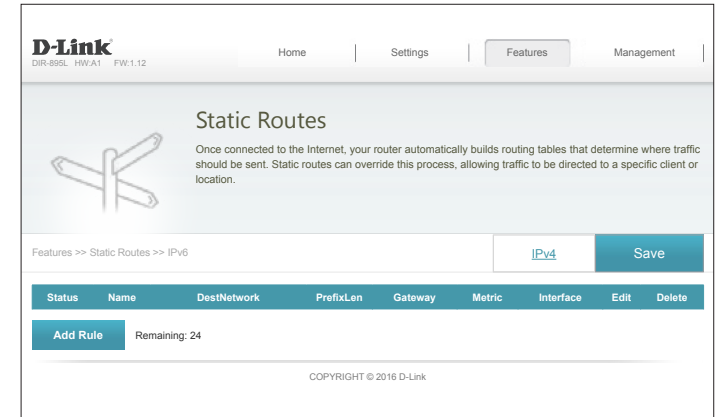 D-Link
DIR-895L HW:A1 FW:1.12
Home
Settings
Features
Management
Static Routes
Once connected to the Internet, your router automatically builds routing tables that determine where traffic
should be sent. Static routes can override this process, allowing traffic to be directed to a specific client or
location.
Features >> Static Routes >> IPv6
IPv4
Save
Status Name DestNetwork PrefixLen Gateway Metric Interface Edit Delete
Add Rule Remaining: 24
COPYRIGHT © 2016 D-Link